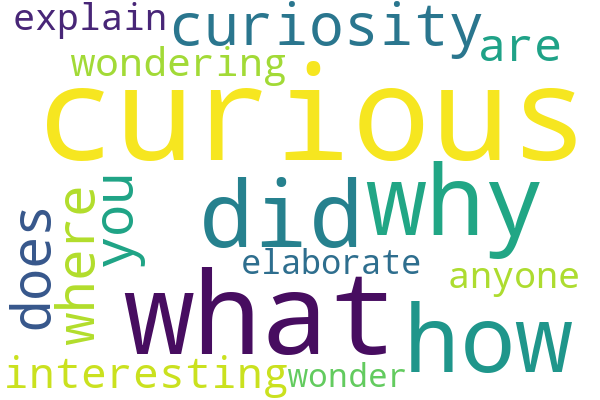 explain
curiosity
are
wondering
curious
did
why
you
where
does
elaborate
anyone
what
how
interesting
wonder